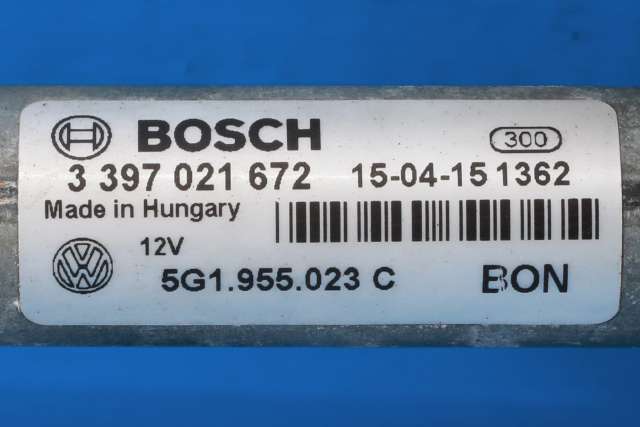 BOSCH 300
3 397 021 672 15-04-15 1362
Made in Hungary
12V
5G1.955.023 C BON